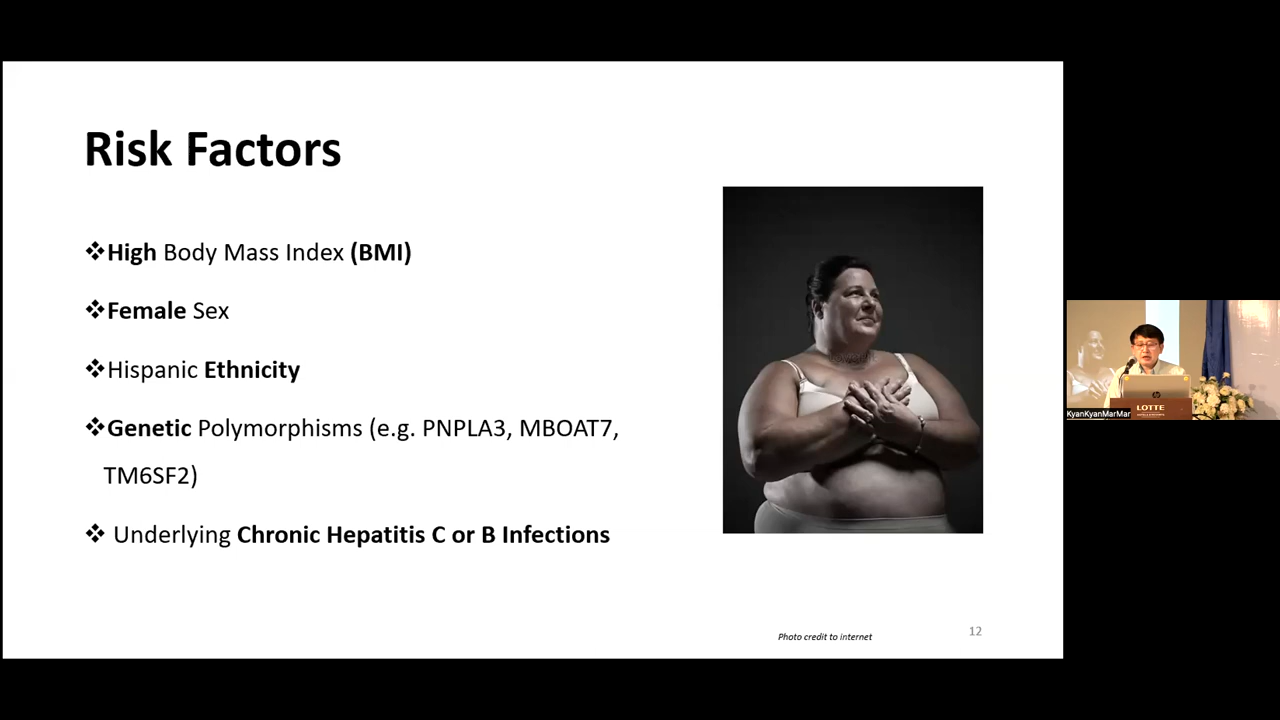 Risk Factors
❖High Body Mass Index (BMI)
❖Female Sex
❖Hispanic Ethnicity
❖Genetic Polymorphisms (e.g. PNPLA3, MBOAT7,
TM6SF2)
❖ Underlying Chronic Hepatitis C or B Infections
Photo credit to internet
12
hp
LOTTE
KyanKyanMarMar